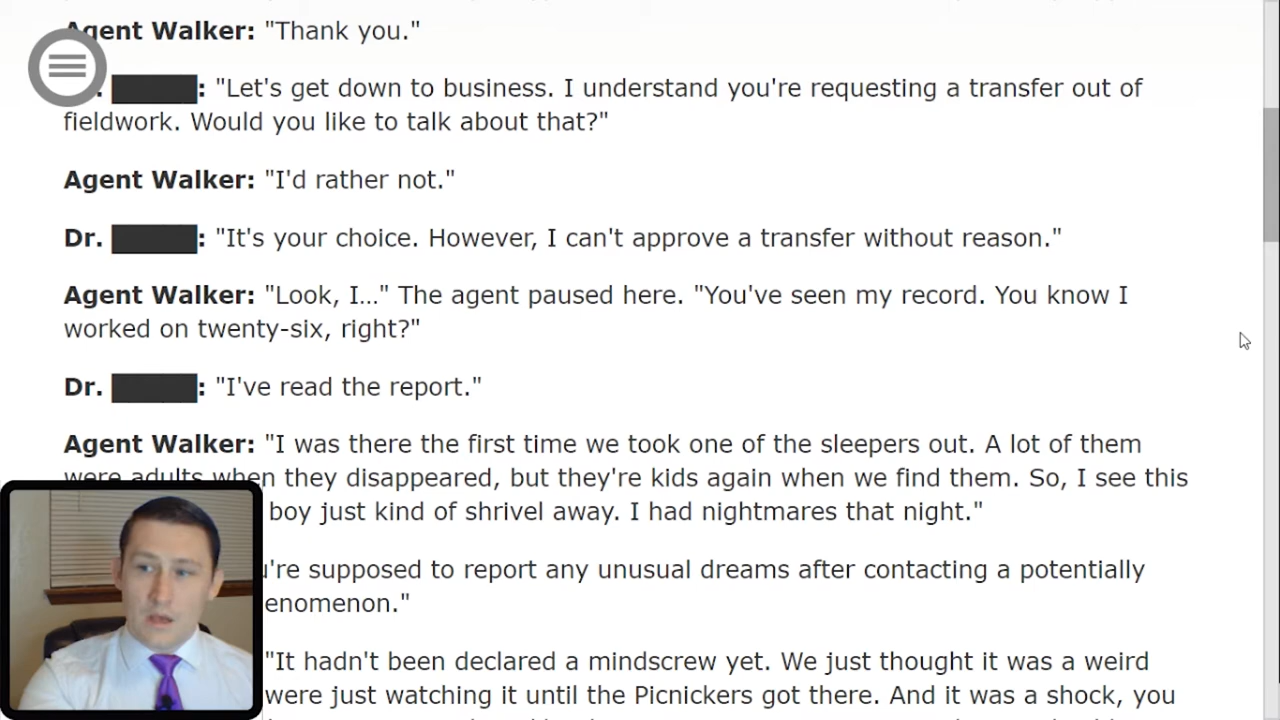 Agent Walker: "Thank you."
: "Let's get down to business. I understand you're requesting a transfer out of
fieldwork. Would you like to talk about that?"
Agent Walker: "I'd rather not."
Dr. █████: "It's your choice. However, I can't approve a transfer without reason."
Agent Walker: "Look, I…" The agent paused here. "You've seen my record. You know I
worked on twenty-six, right?"
Dr. █████: "I've read the report."
Agent Walker: "I was there the first time we took one of the sleepers out. A lot of them
were adults when they disappeared, but they're kids again when we find them. So, I see this
boy just kind of shrivel away. I had nightmares that night."
're supposed to report any unusual dreams after contacting a potentially
enomenon."
"It hadn't been declared a mindscrew yet. We just thought it was a weird
were just watching it until the Picnickers got there. And it was a shock, you